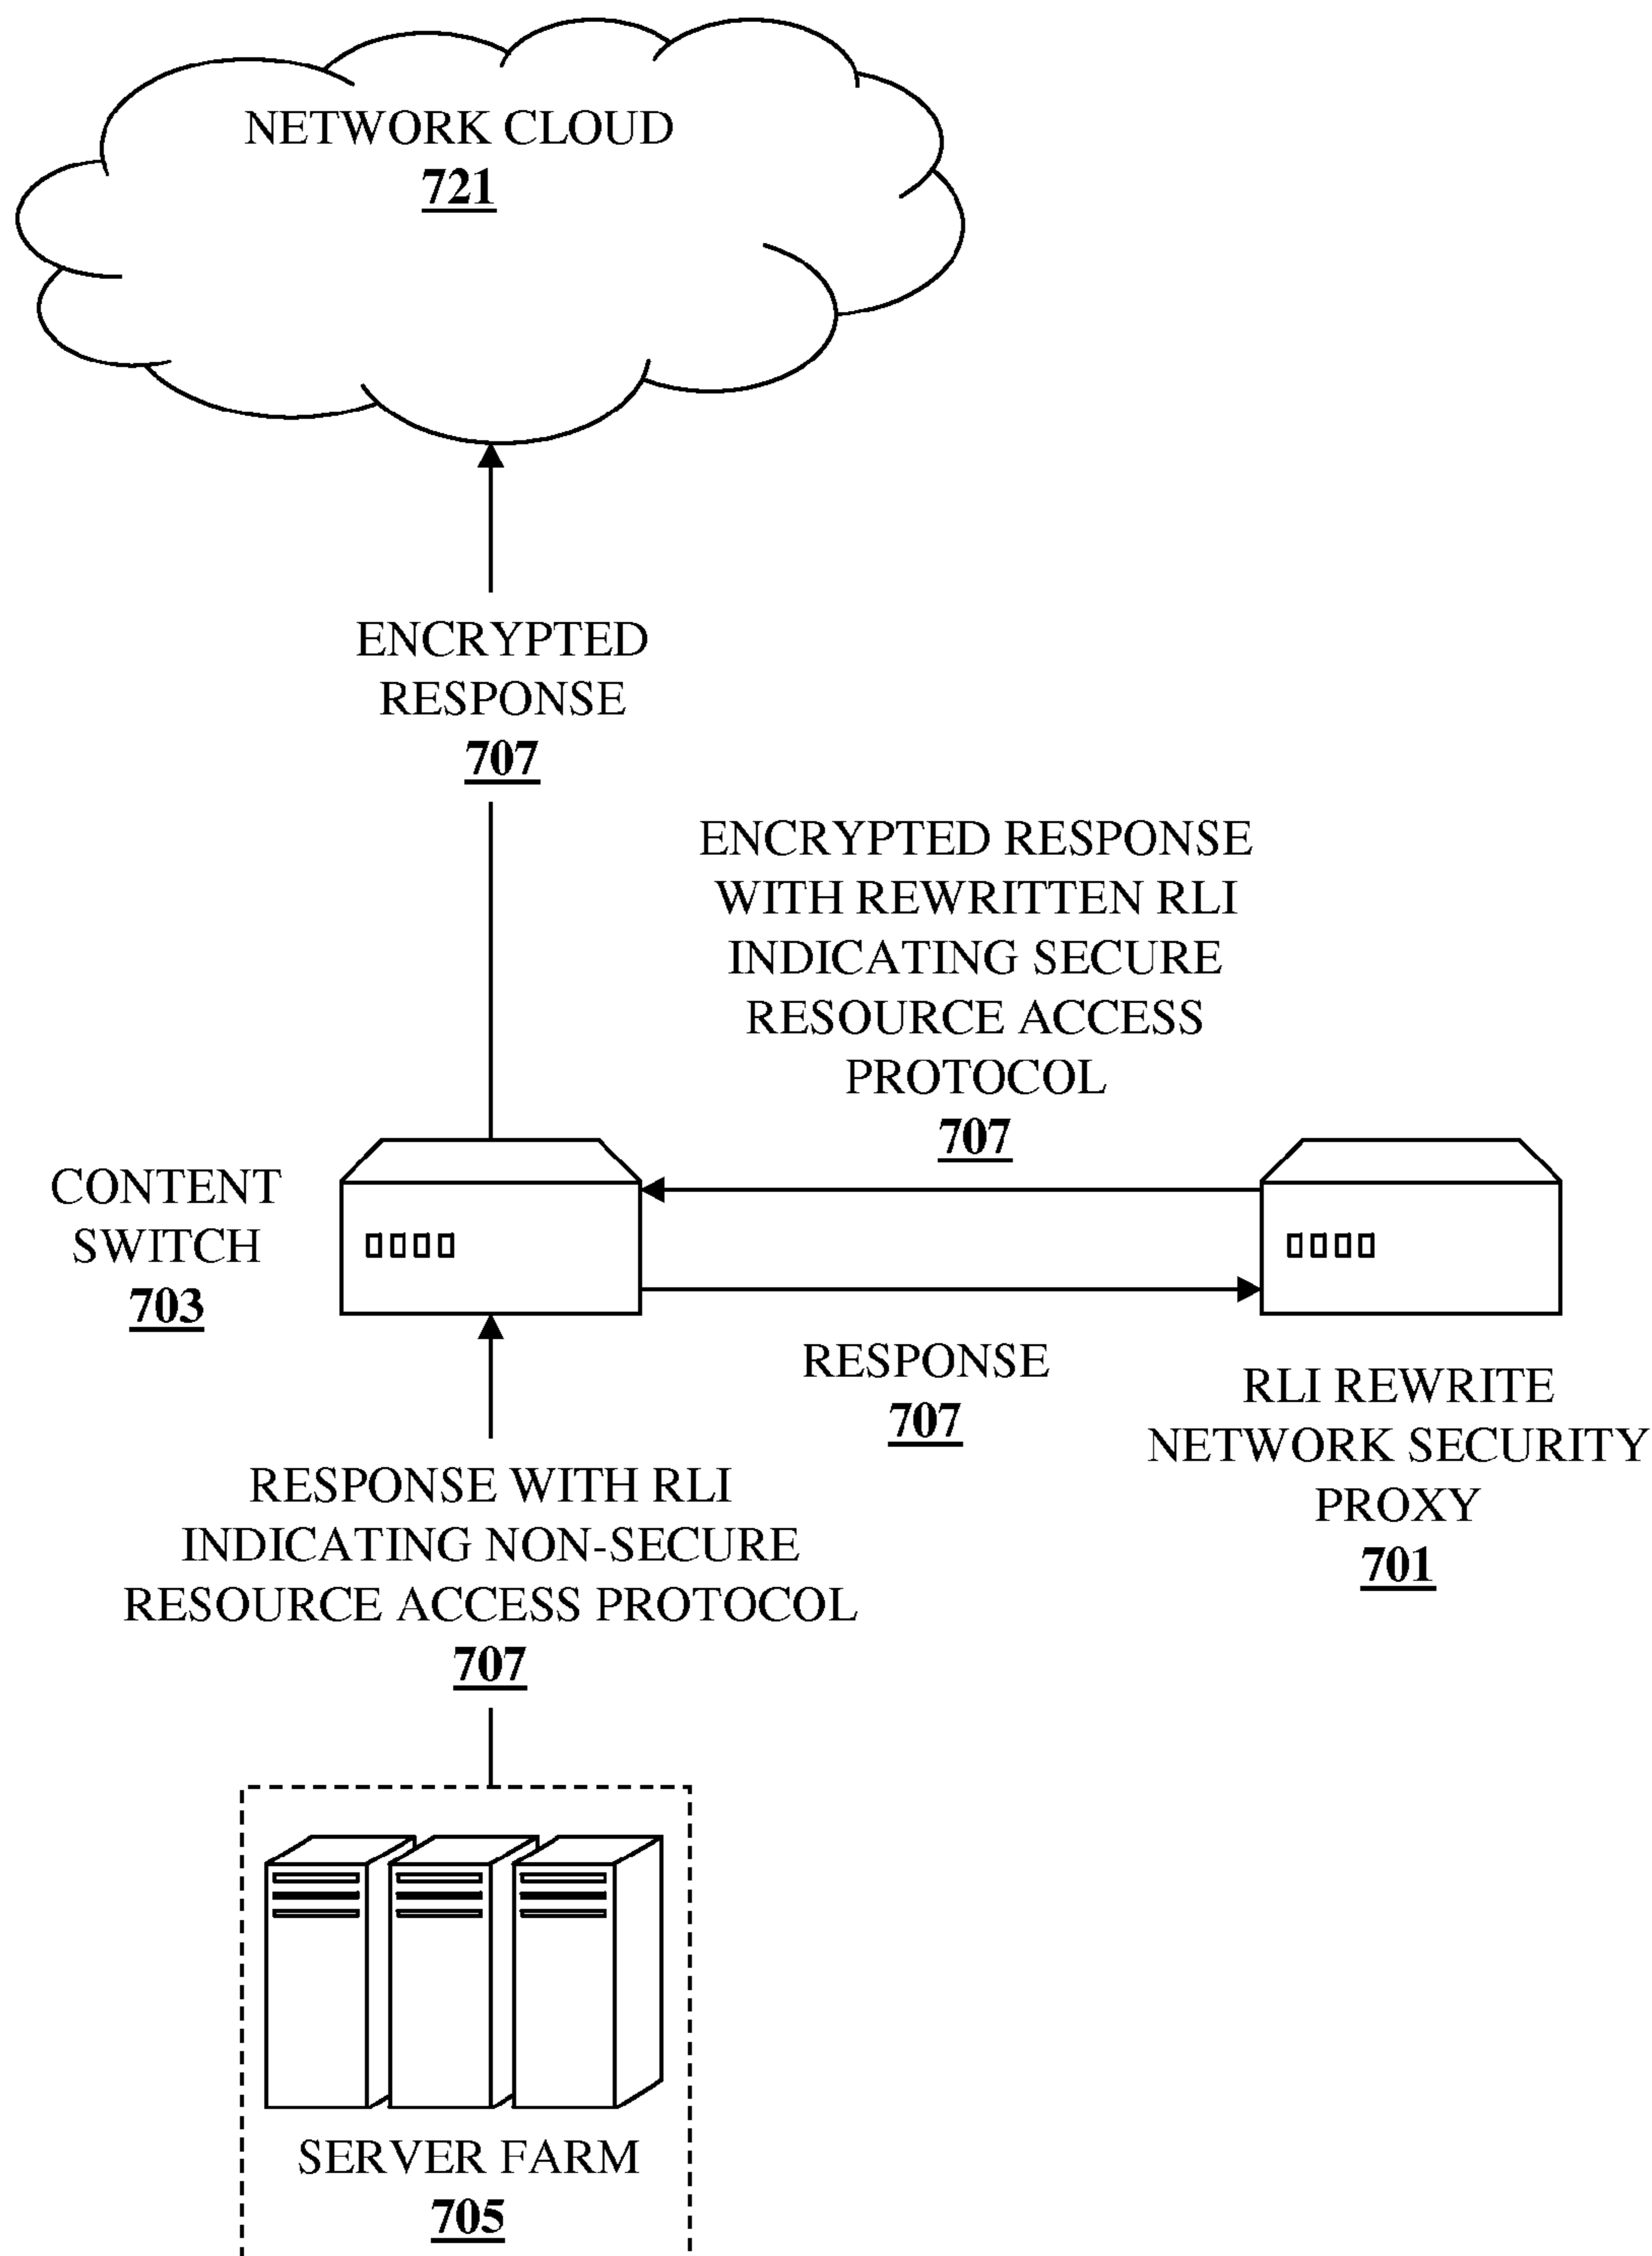 NETWORK CLOUD
721
ENCRYPTED
RESPONSE
707
ENCRYPTED RESPONSE
WITH REWRITTEN RLI
INDICATING SECURE
RESOURCE ACCESS
PROTOCOL
707
CONTENT
SWITCH
703
RESPONSE
707
RLI REWRITE
NETWORK SECURITY
PROXY
701
RESPONSE WITH RLI
INDICATING NON-SECURE
RESOURCE ACCESS PROTOCOL
707
SERVER FARM
705